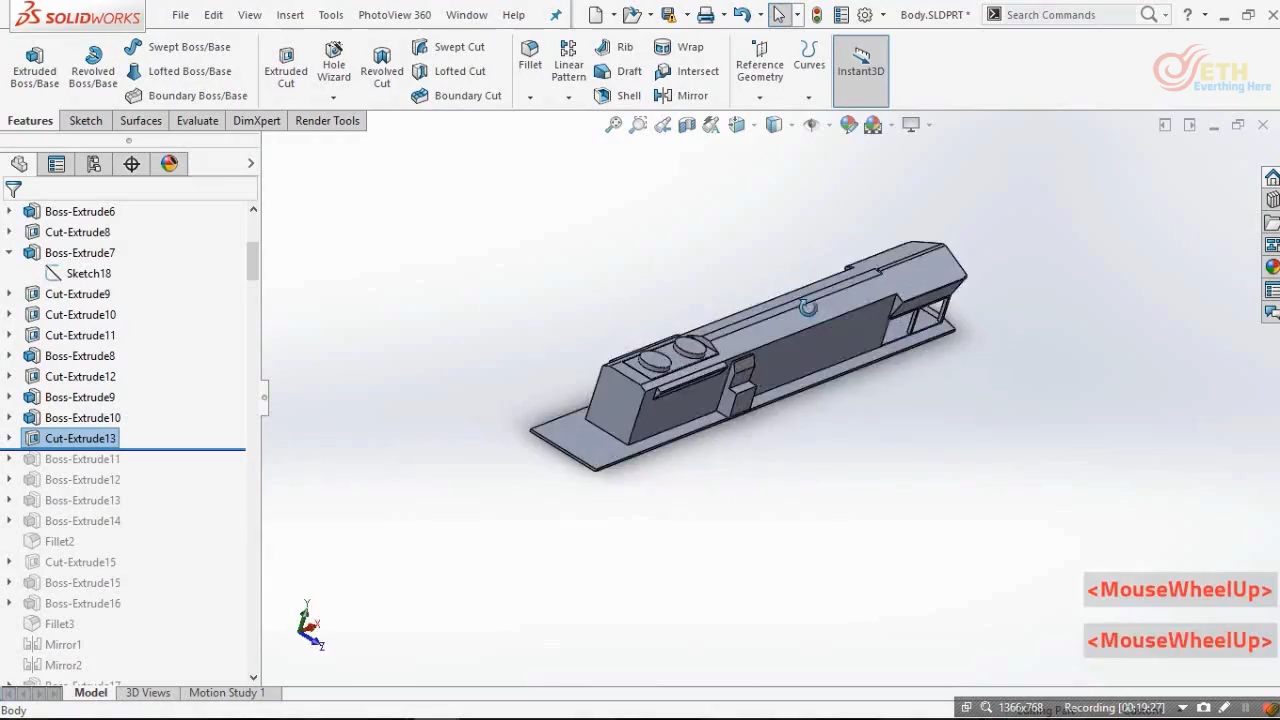 SOLIDWORKS File Edit View Insert Tools PhotoView 360 Window Help Body.SLDPRT * Search Commands ?
Extruded Boss/Base
Revolved Boss/Base
Swept Boss/Base
Lofted Boss/Base
Boundary Boss/Base
Extruded Cut
Hole Wizard
Revolved Cut
Swept Cut
Lofted Cut
Boundary Cut
Fillet
Linear Pattern
Rib
Draft
Shell
Wrap
Intersect
Mirror
Reference Geometry
Curves
Instant3D
ETH
Everthing Here
Features Sketch Surfaces Evaluate DimXpert Render Tools
Boss-Extrude6
Cut-Extrude8
Boss-Extrude7
Sketch18
Cut-Extrude9
Cut-Extrude10
Cut-Extrude11
Boss-Extrude8
Cut-Extrude12
Boss-Extrude9
Boss-Extrude10
Cut-Extrude13
Boss-Extrude11
Boss-Extrude12
Boss-Extrude13
Boss-Extrude14
Fillet2
Cut-Extrude15
Boss-Extrude15
Boss-Extrude16
Fillet3
Mirror1
Mirror2
Boss-Extrude17
Y
X
Z
<MouseWheelUp>
<MouseWheelUp>
Model 3D Views Motion Study 1
Body
1366x768 Recording [00:19:27]